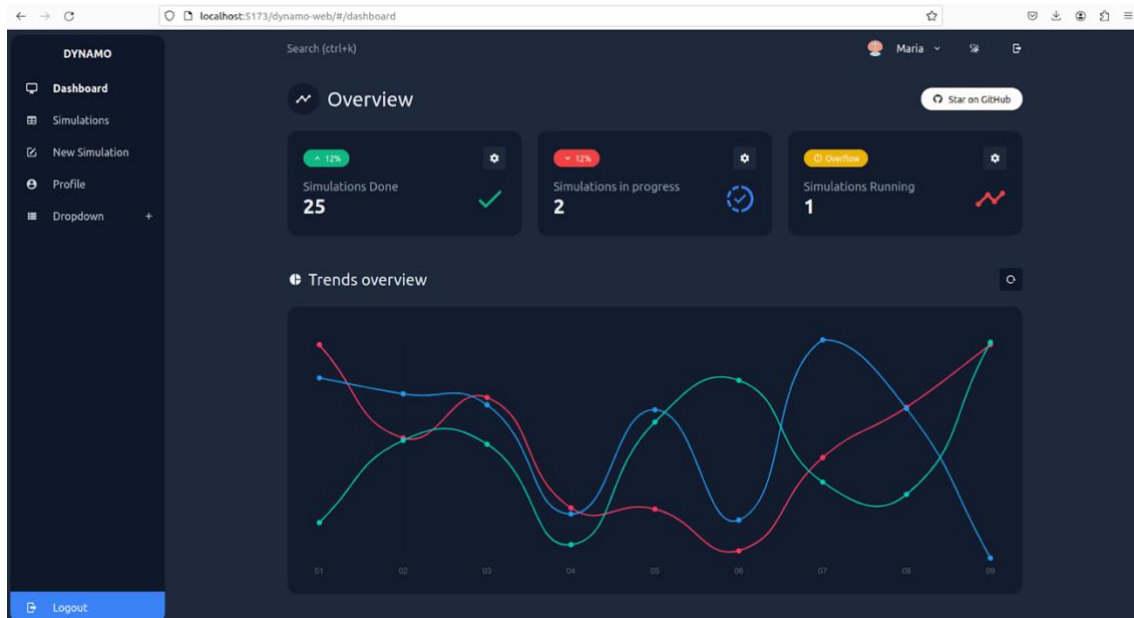 localhost:5173/dynamo-web/#/dashboard
DYNAMO
Dashboard
Simulations
New Simulation
Profile
Dropdown +
Logout
Search (ctrl+k)
Maria
Overview
Star on GitHub
12%
Simulations Done
25
12%
Simulations in progress
2
Overflow
Simulations Running
1
Trends overview
01 02 03 04 05 06 07 08 09